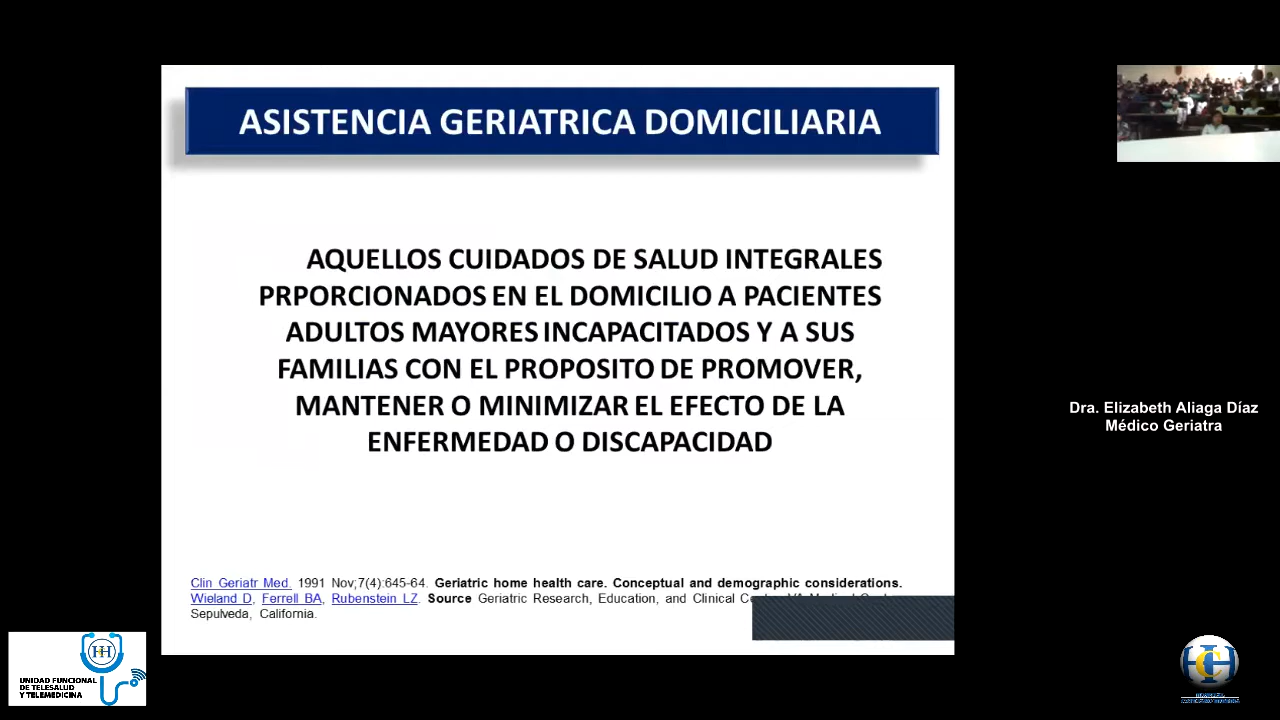 ASISTENCIA GERIATRICA DOMICILIARIA
AQUELLOS CUIDADOS DE SALUD INTEGRALES
PRPORCIONADOS EN EL DOMICILIO A PACIENTES
ADULTOS MAYORES INCAPACITADOS Y A SUS
FAMILIAS CON EL PROPOSITO DE PROMOVER,
MANTENER O MINIMIZAR EL EFECTO DE LA
ENFERMEDAD O DISCAPACIDAD
Clin Geriatr Med. 1991 Nov;7(4):645-64. Geriatric home health care. Conceptual and demographic considerations.
Wieland D, Ferrell BA, Rubenstein LZ. Source Geriatric Research, Education, and Clinical
Sepulveda, California.
Dra. Elizabeth Aliaga Díaz
Médico Geriatra
HH
UNIDAD FUNCIONAL
DE TELESALUD
Y TELEMEDICINA